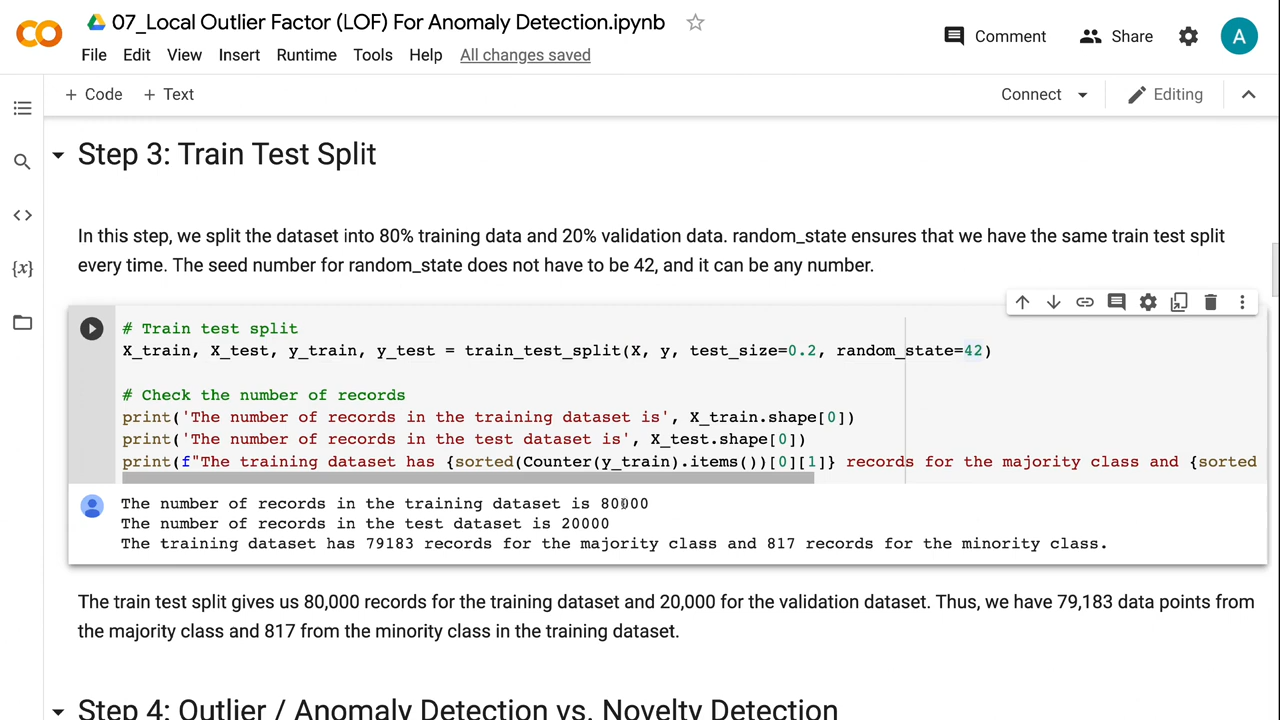 07_Local Outlier Factor (LOF) For Anomaly Detection.ipynb
Comment
Share
A
File Edit View Insert Runtime Tools Help All changes saved
+ Code + Text
Connect
Editing
Step 3: Train Test Split
In this step, we split the dataset into 80% training data and 20% validation data. random_state ensures that we have the same train test split
every time. The seed number for random_state does not have to be 42, and it can be any number.
# Train test split
X_train, X_test, y_train, y_test = train_test_split(X, y, test_size=0.2, random_state=42)
# Check the number of records
print('The number of records in the training dataset is', X_train.shape[0])
print('The number of records in the test dataset is', X_test.shape[0])
print(f"The training dataset has {sorted(Counter(y_train).items())[0][1]} records for the majority class and {sorted
The number of records in the training dataset is 80000
The number of records in the test dataset is 20000
The training dataset has 79183 records for the majority class and 817 records for the minority class.
The train test split gives us 80,000 records for the training dataset and 20,000 for the validation dataset. Thus, we have 79,183 data points from
the majority class and 817 from the minority class in the training dataset.
Step 4: Outlier / Anomaly Detection vs. Novelty Detection